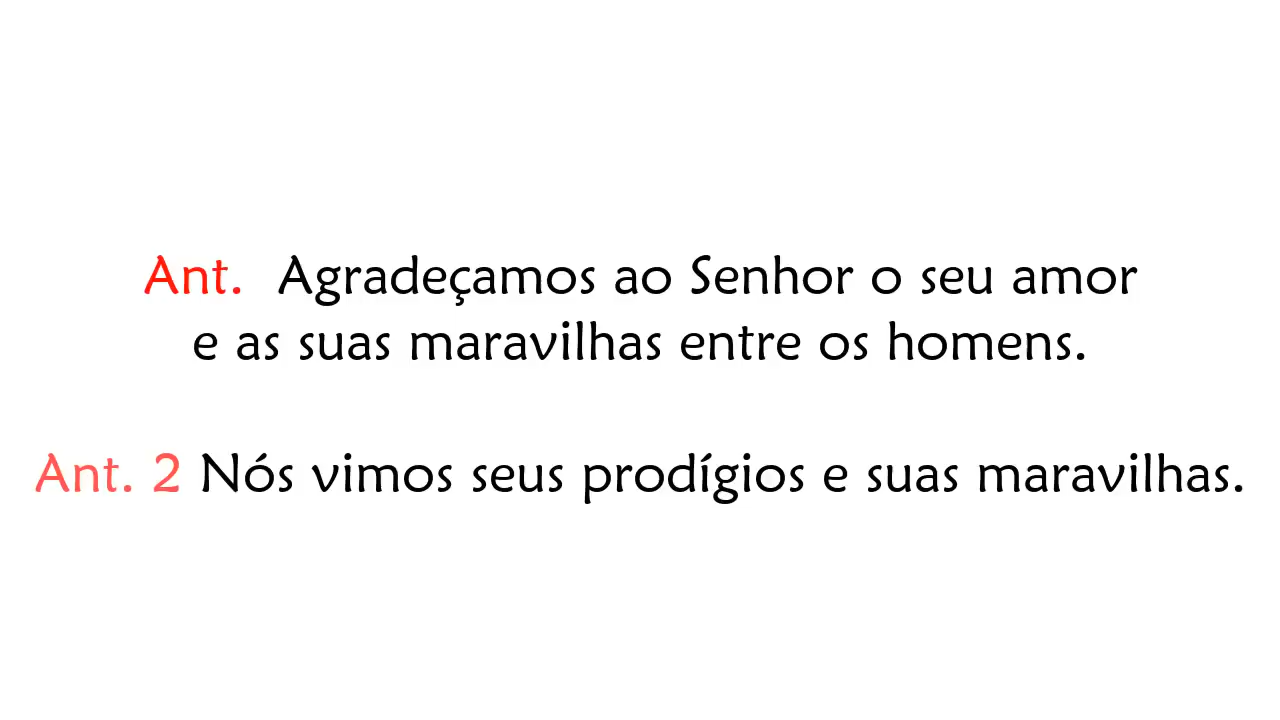 Ant. Agradeçamos ao Senhor o seu amor
e as suas maravilhas entre os homens.
Ant. 2 Nós vimos seus prodígios e suas maravilhas.